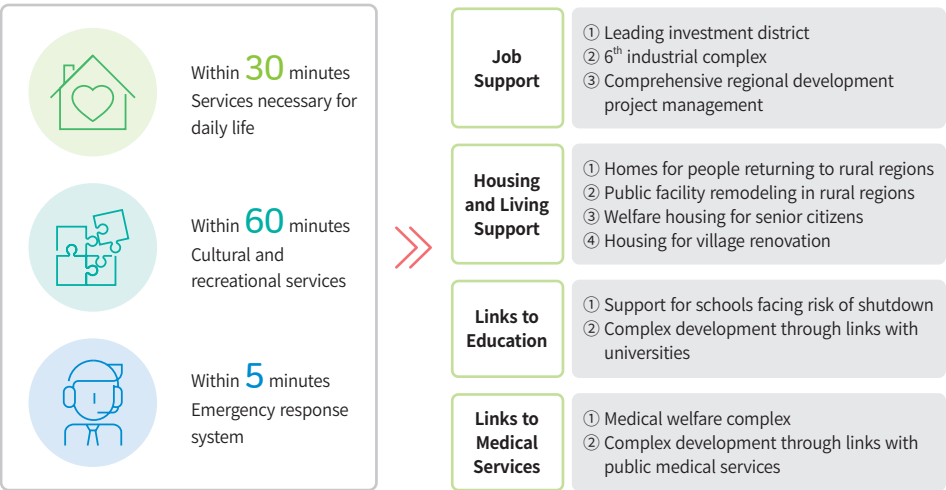 Within 30 minutes
Services necessary for
daily life
Within 60 minutes
Cultural and
recreational services
Within 5 minutes
Emergency response
system
Job
Support
① Leading investment district
② 6th industrial complex
③ Comprehensive regional development
project management
Housing
and Living
Support
① Homes for people returning to rural regions
② Public facility remodeling in rural regions
③ Welfare housing for senior citizens
④ Housing for village renovation
Links to
Education
① Support for schools facing risk of shutdown
② Complex development through links with
universities
Links to
Medical
Services
① Medical welfare complex
② Complex development through links with
public medical services